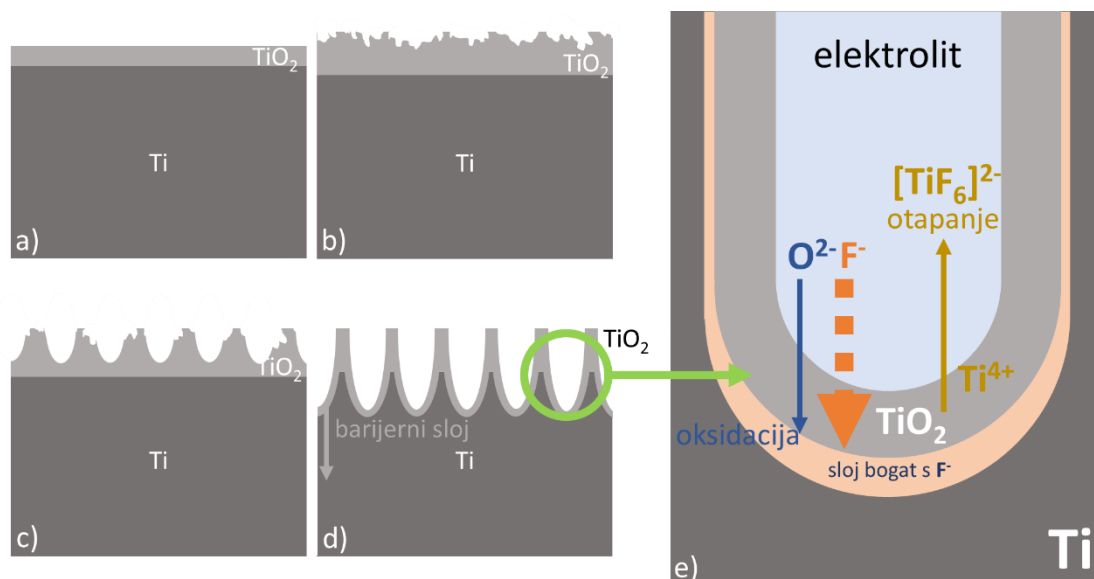 TiO₂
Ti
a)
TiO₂
Ti
b)
TiO₂
Ti
c)
TiO₂
barijerni sloj
Ti
d)
elektrolit
[TiF₆]²⁻
otapanje
O²⁻ F⁻
Ti⁴⁺
TiO₂
oksidacija
sloj bogat s F⁻
Ti
e)